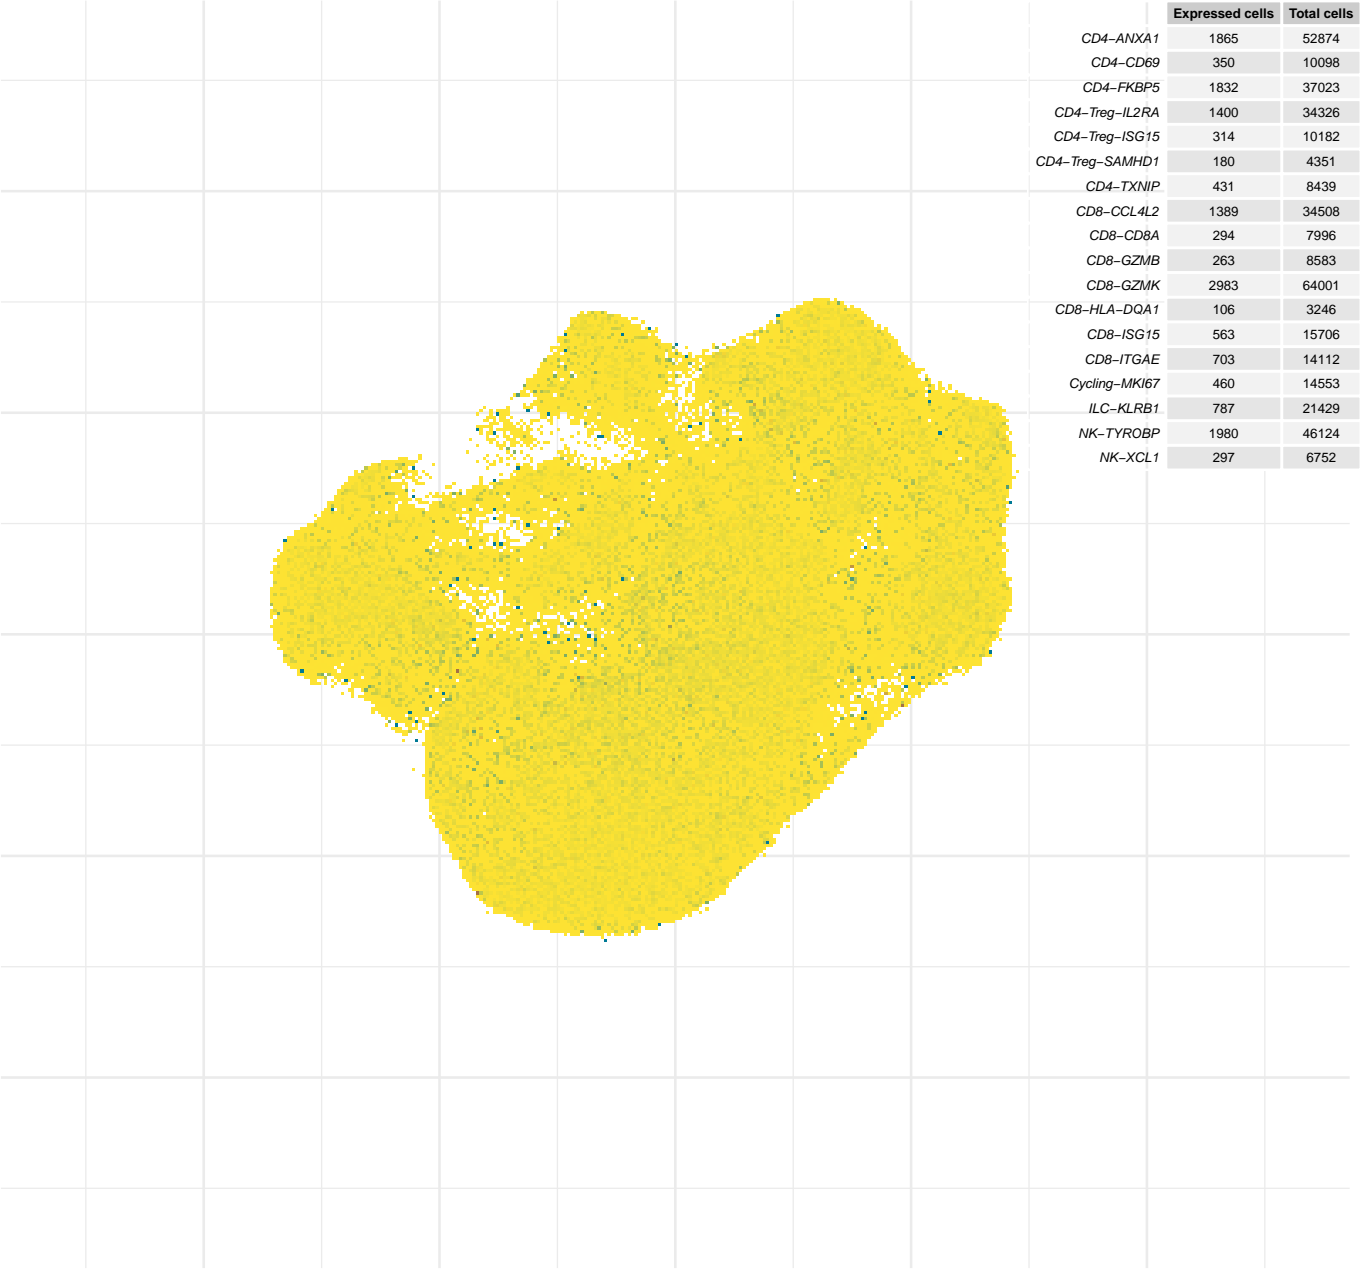 Expressed cells Total cells
CD4−ANXA1 1865 52874
CD4−CD69 350 10098
CD4−FKBP5 1832 37023
CD4−Treg−IL2RA 1400 34326
CD4−Treg−ISG15 314 10182
CD4−Treg−SAMHD1 180 4351
CD4−TXNIP 431 8439
CD8−CCL4L2 1389 34508
CD8−CD8A 294 7996
CD8−GZMB 263 8583
CD8−GZMK 2983 64001
CD8−HLA−DQA1 106 3246
CD8−ISG15 563 15706
CD8−ITGAE 703 14112
Cycling−MKI67 460 14553
ILC−KLRB1 787 21429
NK−TYROBP 1980 46124
NK−XCL1 297 6752